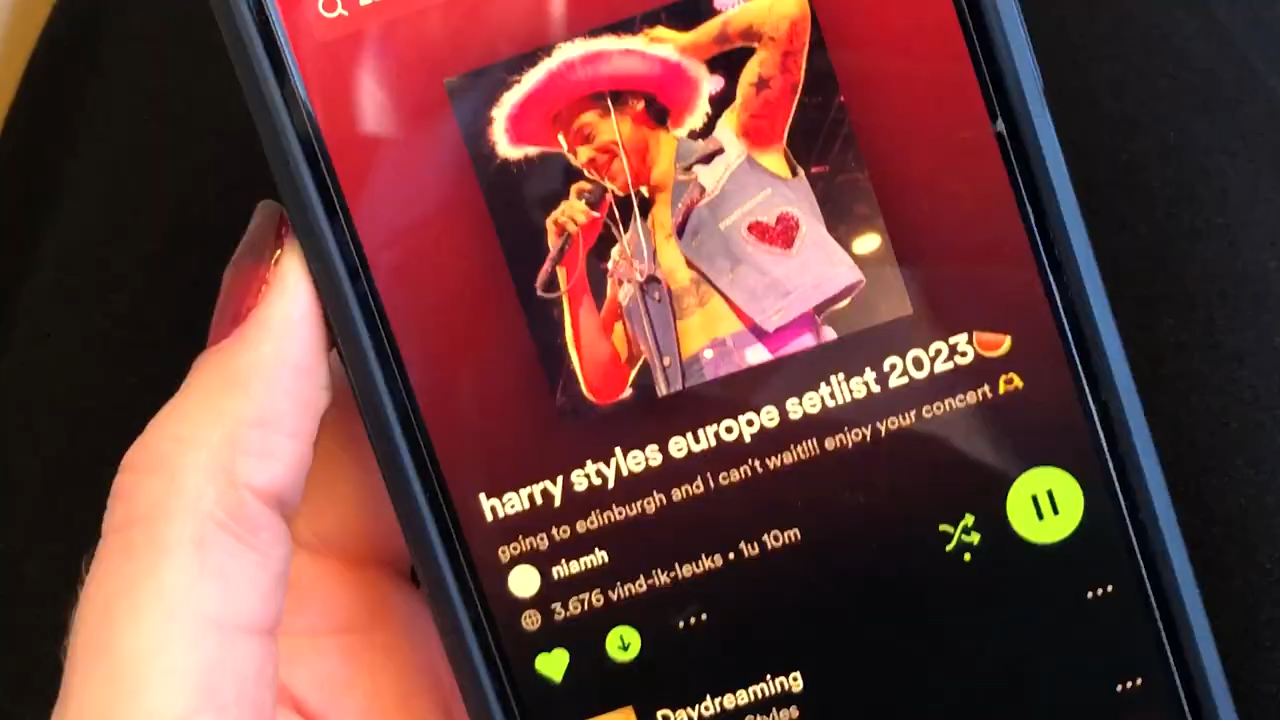 harry styles europe setlist 2023🍉
going to edinburgh and i can't wait!!! enjoy your concert 🫶
niamh
3.676 vind-ik-leuks • 1u 10m
Daydreaming
Styles